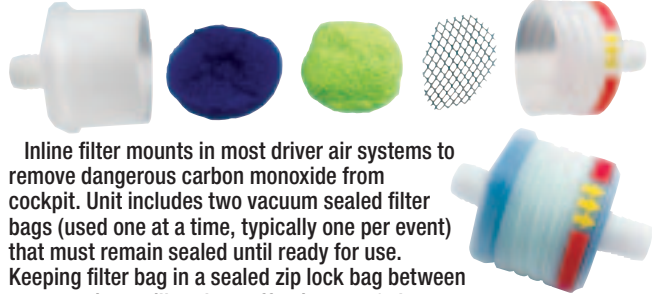 Inline filter mounts in most driver air systems to
remove dangerous carbon monoxide from
cockpit. Unit includes two vacuum sealed filter
bags (used one at a time, typically one per event)
that must remain sealed until ready for use.
Keeping filter bag in a sealed zip lock bag between